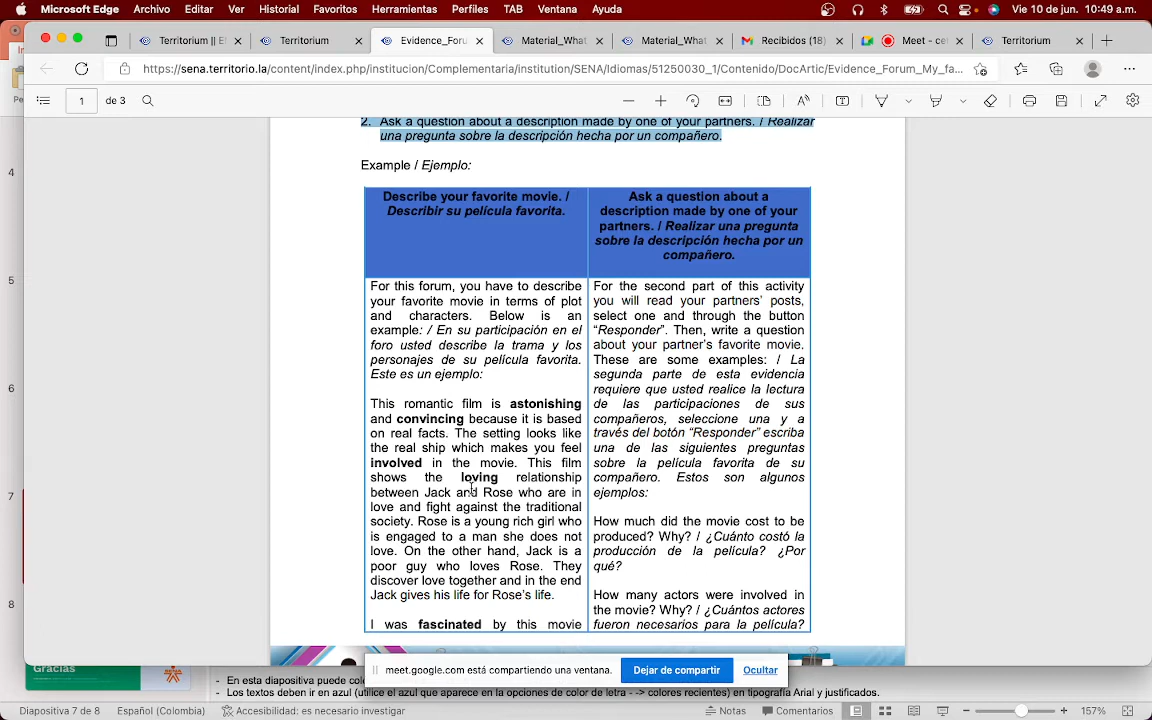 Microsoft Edge Archivo Editar Ver Historial Favoritos Herramientas Perfiles TAB Ventana Ayuda Vie 10 de jun. 10:49 a.m.
Territorium || El Territorium Evidence_Foru Material_What Material_What Recibidos (18) Meet - ce Territorium
https://sena.territorio.la/content/index.php/institucion/Complementaria/institution/SENA/Idiomas/51250030_1/Contenido/DocArtic/Evidence_Forum_My_fa...
1 de 3
2. Ask a question about a description made by one of your partners. / Realizar
una pregunta sobre la descripción hecha por un compañero.
Example / Ejemplo:
Describe your favorite movie. /
Describir su película favorita.
Ask a question about a
description made by one of your
partners. / Realizar una pregunta
sobre la descripción hecha por un
compañero.
For this forum, you have to describe
your favorite movie in terms of plot
and characters. Below is an
example: / En su participación en el
foro usted describe la trama y los
personajes de su película favorita.
Este es un ejemplo:
This romantic film is astonishing
and convincing because it is based
on real facts. The setting looks like
the real ship which makes you feel
involved in the movie. This film
shows the loving relationship
between Jack and Rose who are in
love and fight against the traditional
society. Rose is a young rich girl who
is engaged to a man she does not
love. On the other hand, Jack is a
poor guy who loves Rose. They
discover love together and in the end
Jack gives his life for Rose's life.
I was fascinated by this movie
For the second part of this activity
you will read your partners' posts,
select one and through the button
“Responder”. Then, write a question
about your partner's favorite movie.
These are some examples: / La
segunda parte de esta evidencia
requiere que usted realice la lectura
de las participaciones de sus
compañeros, seleccione una y a
través del botón “Responder” escriba
una de las siguientes preguntas
sobre la película favorita de su
compañero. Estos son algunos
ejemplos:
How much did the movie cost to be
produced? Why? / ¿Cuánto costó la
producción de la película? ¿Por
qué?
How many actors were involved in
the movie? Why? / ¿Cuántos actores
fueron necesarios para la película?
4
5
6
7
8
meet.google.com está compartiendo una ventana. Dejar de compartir Ocultar
Gracias
- En esta diapositiva puede col
- Los textos deben ir en azul (utilice el azul que aparece en la opciones de color de letra - -> colores recientes) en tipografía Arial y justificados.
Diapositiva 7 de 8 Español (Colombia) Accesibilidad: es necesario investigar Notas Comentarios 157%